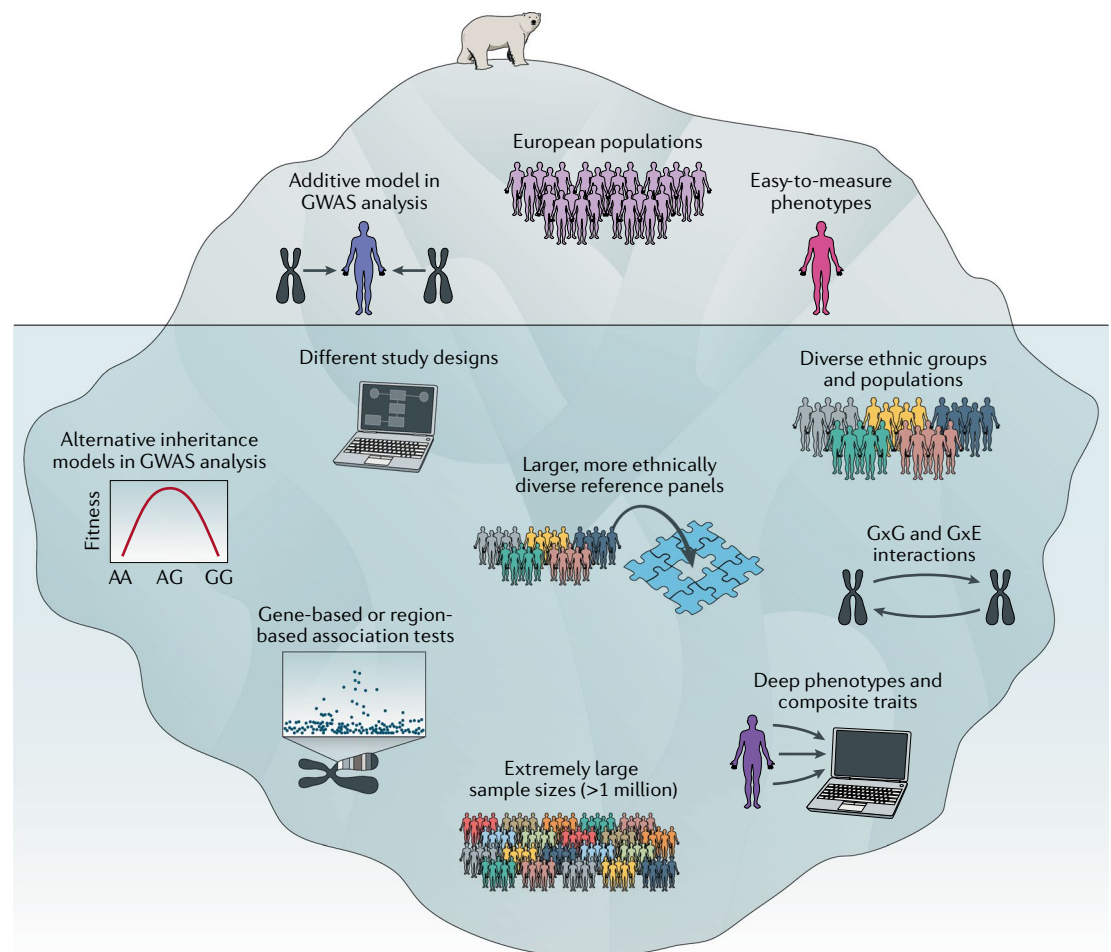 European populations
Additive model in
GWAS analysis
Easy-to-measure
phenotypes
Different study designs
Diverse ethnic groups
and populations
Alternative inheritance
models in GWAS analysis
Fitness
AA AG GG
Larger, more ethnically
diverse reference panels
GxG and GxE
interactions
Gene-based or region-
based association tests
Deep phenotypes and
composite traits
Extremely large
sample sizes (>1 million)